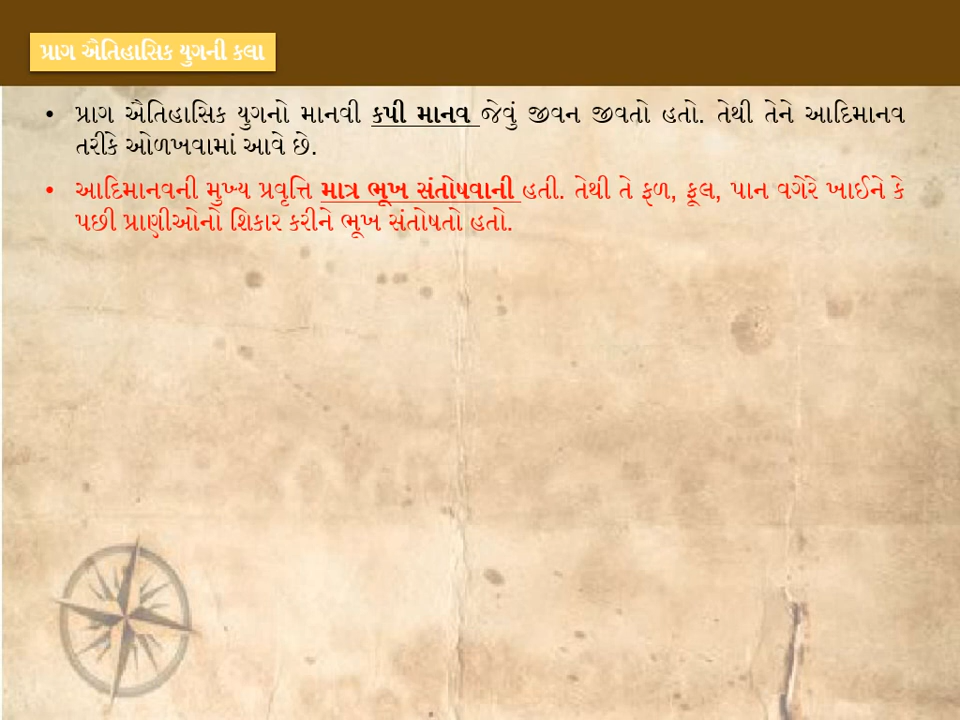 પ્રાગ ઐતિહાસિક યુગની કલા
• પ્રાગ ઐતિહાસિક યુગનો માનવી કપી માનવ જેવું જીવન જીવતો હતો. તેથી તેને આદિમાનવ
તરીકે ઓળખવામાં આવે છે.
• આદિમાનવની મુખ્ય પ્રવૃત્તિ માત્ર ભૂખ સંતોષવાની હતી. તેથી તે ફળ, ફૂલ, પાન વગેરે ખાઈને કે
પછી પ્રાણીઓનો શિકાર કરીને ભૂખ સંતોષતો હતો.